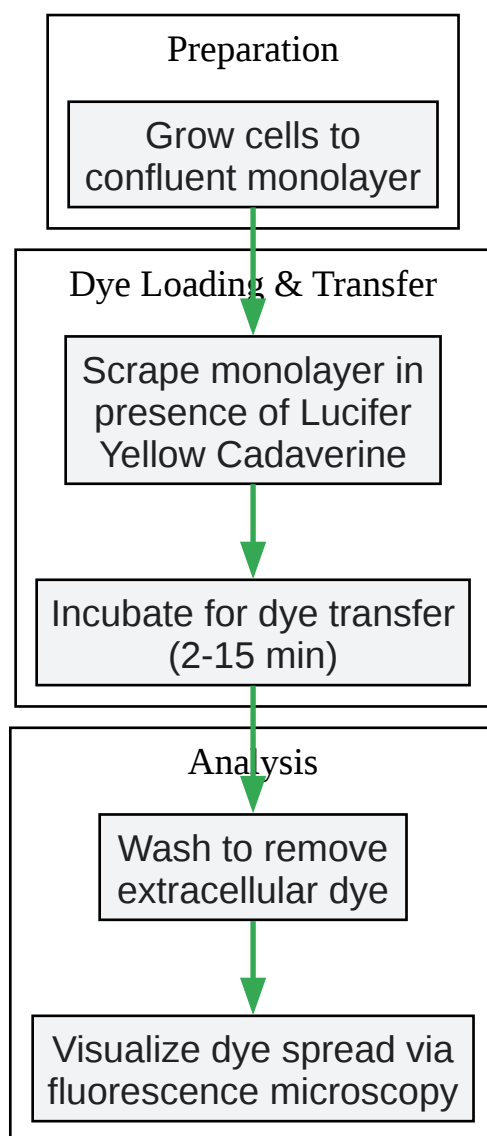 Preparation
Grow cells to
confluent monolayer
Dye Loading & Transfer
Scrape monolayer in
presence of Lucifer
Yellow Cadaverine
Incubate for dye transfer
(2-15 min)
Analysis
Wash to remove
extracellular dye
Visualize dye spread via
fluorescence microscopy